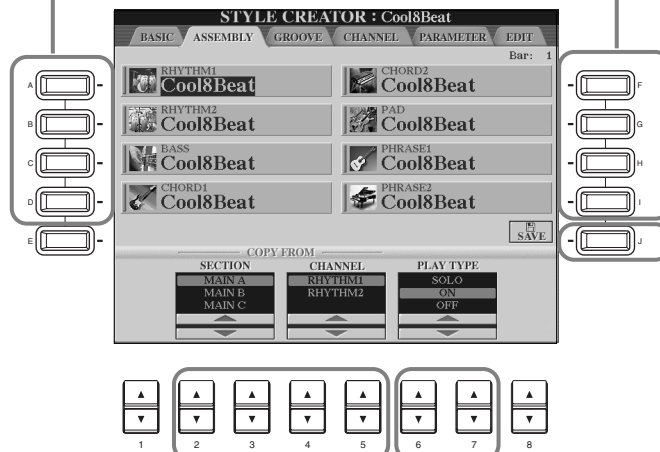 STYLE CREATOR : Cool8Beat
BASIC ASSEMBLY GROOVE CHANNEL PARAMETER EDIT
Bar: 1
RHYTHM1
Cool8Beat
CHORD2
Cool8Beat
RHYTHM2
Cool8Beat
PAD
Cool8Beat
BASS
Cool8Beat
PHRASE1
Cool8Beat
CHORD1
Cool8Beat
PHRASE2
Cool8Beat
SAVE
A
B
C
D
E
F
G
H
I
J
COPY FROM
SECTION CHANNEL PLAY TYPE
MAIN A RHYTHM1 SOLO
MAIN B RHYTHM2 ON
MAIN C OFF
1 2 3 4 5 6 7 8